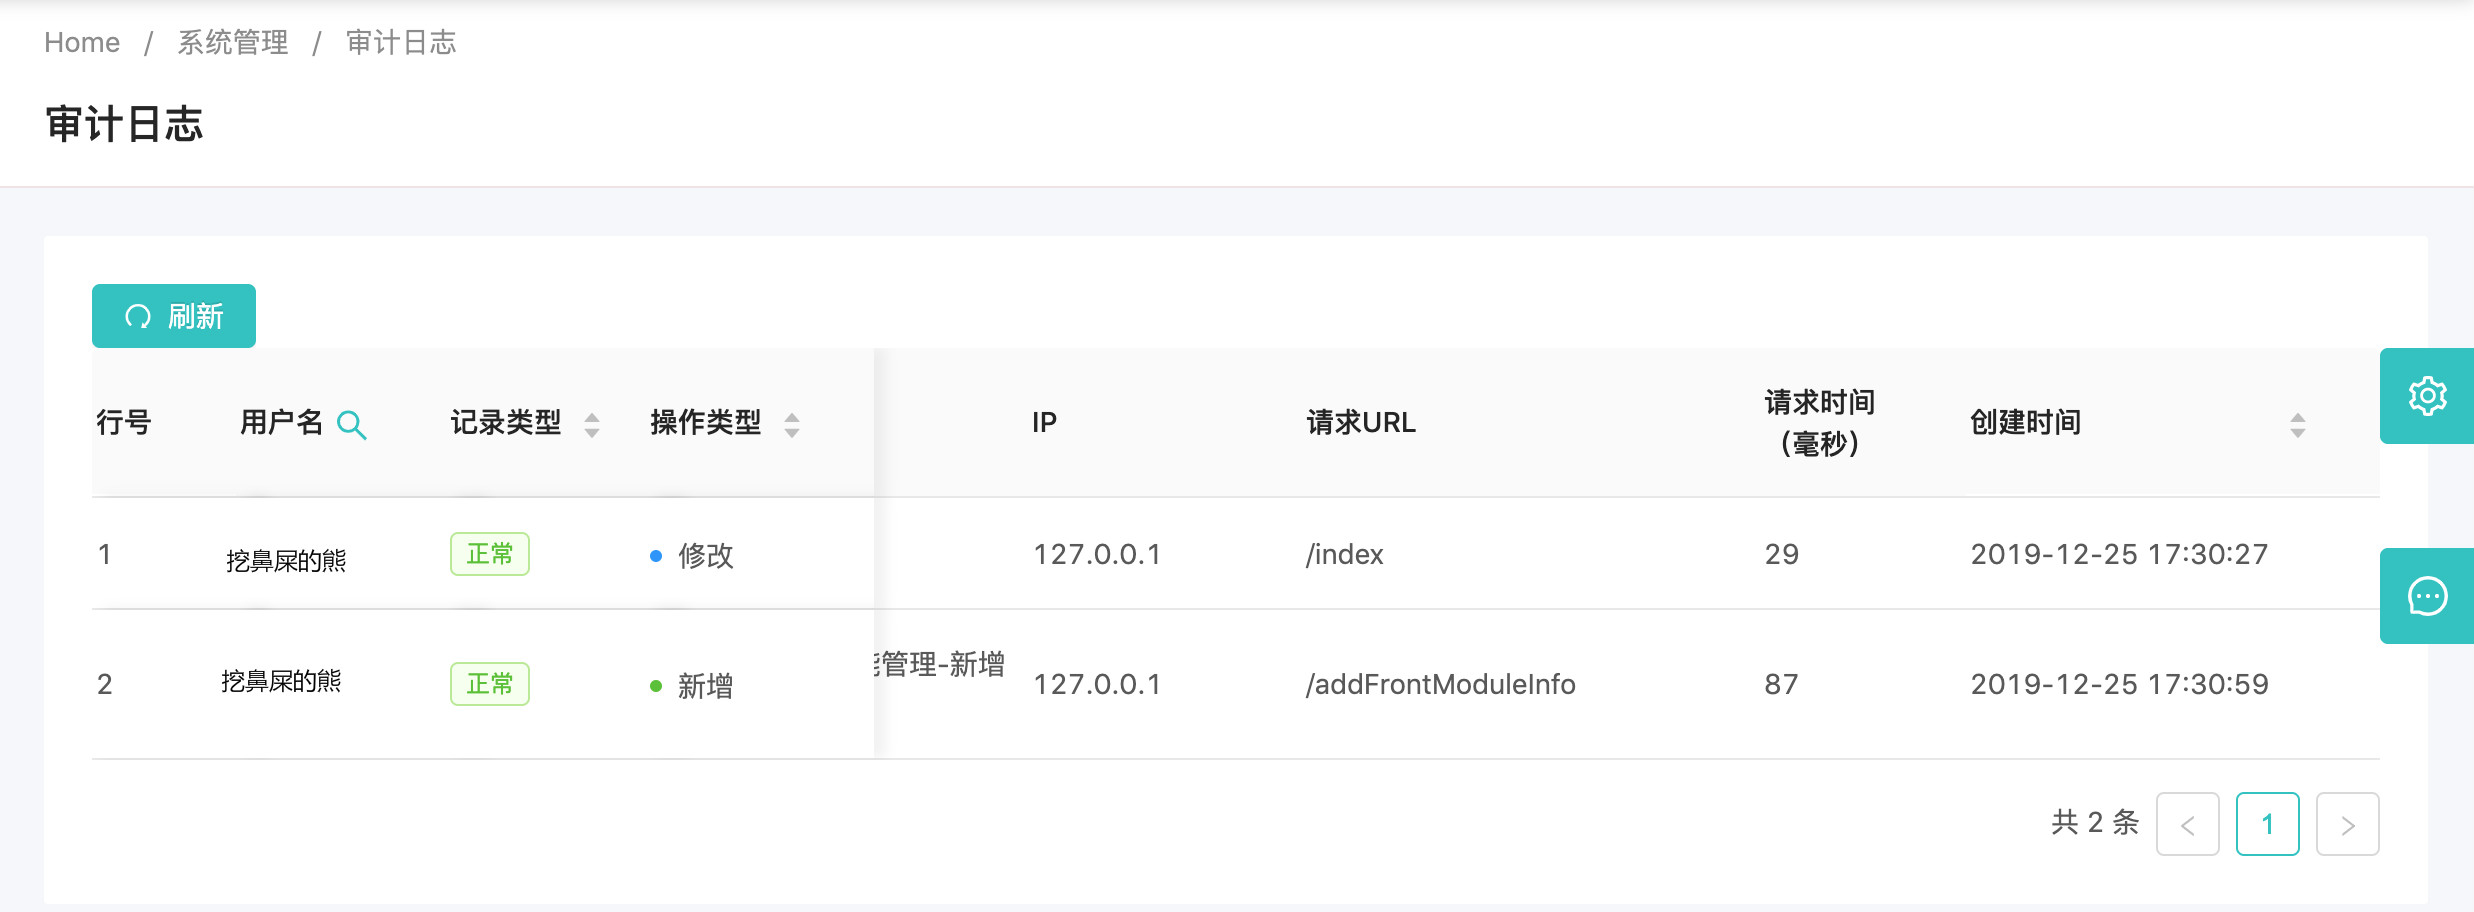 Home / 系统管理 / 审计日志
审计日志
刷新
行号 用户名 记录类型 操作类型 IP 请求URL 请求时间（毫秒） 创建时间
1 挖鼻屎的熊 正常 修改 127.0.0.1 /index 29 2019-12-25 17:30:27
2 挖鼻屎的熊 正常 新增 管理-新增 127.0.0.1 /addFrontModuleInfo 87 2019-12-25 17:30:59
共 2 条 < 1 >